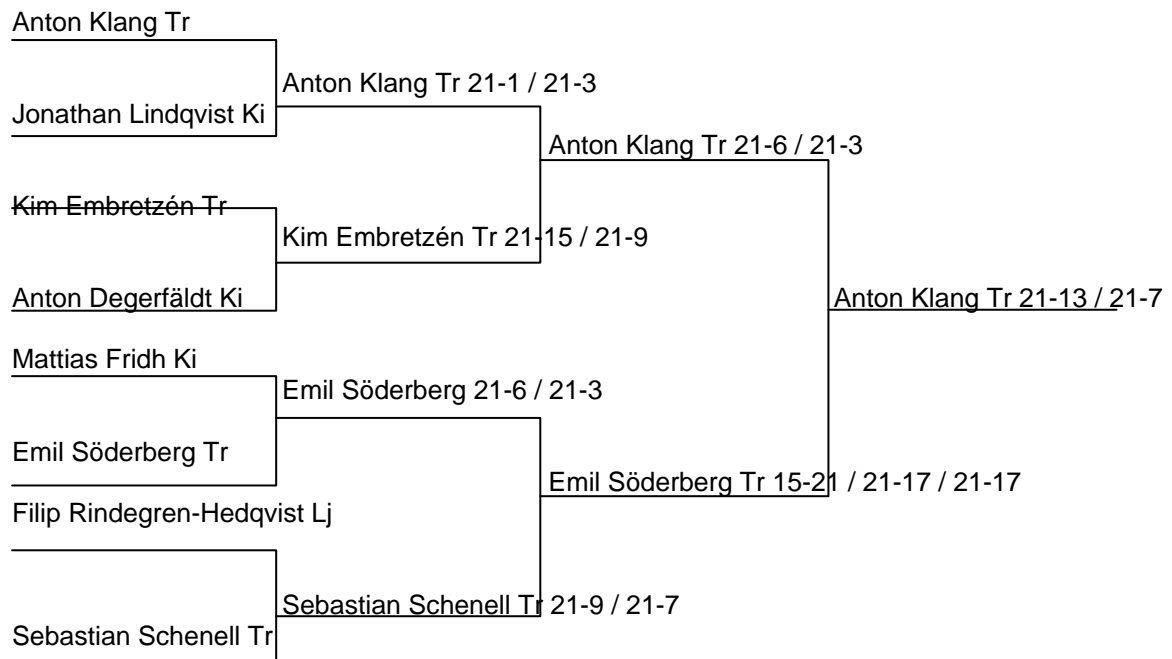 Anton Klang Tr
Anton Klang Tr 21-1 / 21-3
Jonathan Lindqvist Ki
Anton Klang Tr 21-6 / 21-3
Kim Embretzén Tr
Kim Embretzén Tr 21-15 / 21-9
Anton Degerfäldt Ki
Anton Klang Tr 21-13 / 21-7
Mattias Fridh Ki
Emil Söderberg 21-6 / 21-3
Emil Söderberg Tr
Emil Söderberg Tr 15-21 / 21-17 / 21-17
Filip Rindegren-Hedqvist Lj
Sebastian Schenell Tr 21-9 / 21-7
Sebastian Schenell Tr